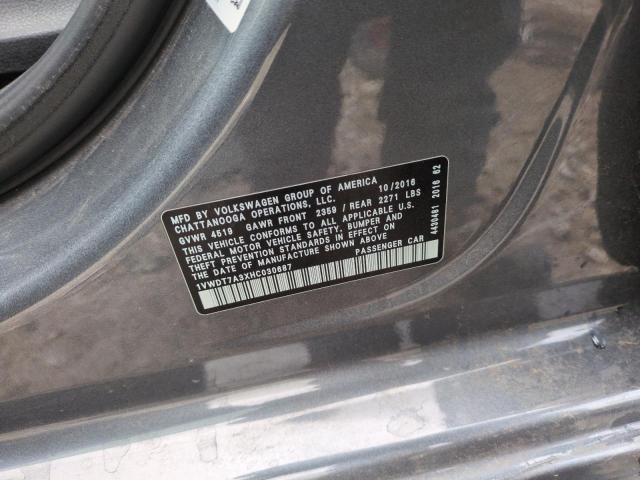 MFD BY VOLKSWAGEN GROUP OF AMERICA 10/2016
CHATTANOOGA OPERATIONS, LLC.
GVWR 4519 GAWR FRONT 2359 / REAR 2271 LBS
THIS VEHICLE CONFORMS TO ALL APPLICABLE U.S.
FEDERAL MOTOR VEHICLE SAFETY, BUMPER AND
THEFT PREVENTION STANDARDS IN EFFECT ON
THE DATE OF MANUFACTURE SHOWN ABOVE
1VWDT7A3XHC030687 PASSENGER CAR
4430461 2016 62